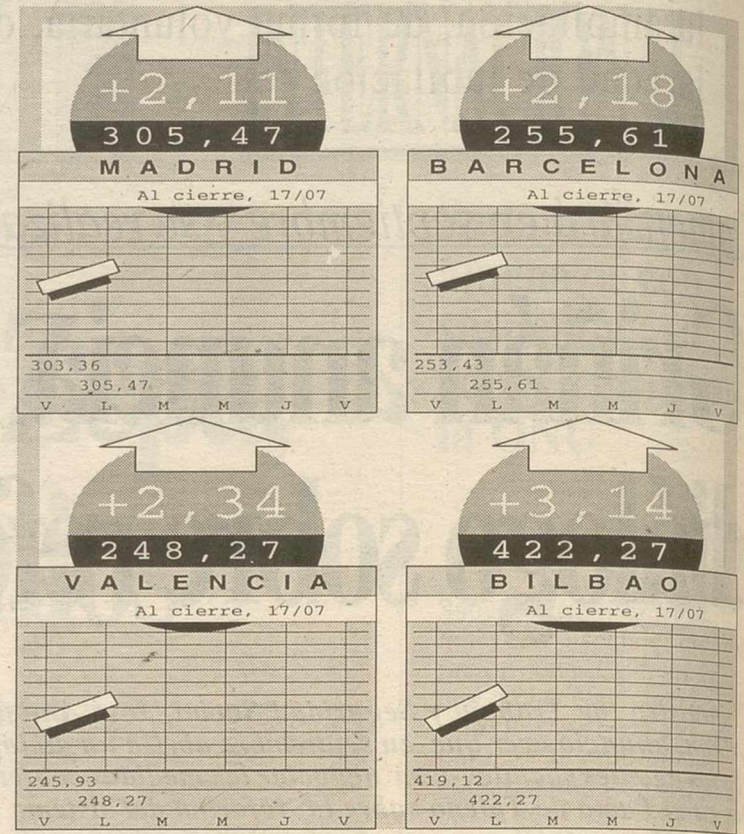 +2,11
305,47
MADRID
Al cierre, 17/07
303,36
305,47
V L M M J V
+2,18
255,61
BARCELONA
Al cierre, 17/07
253,43
255,61
V L M M J V
+2,34
248,27
VALENCIA
Al cierre, 17/07
245,93
248,27
V L M M J V
+3,14
422,27
BILBAO
Al cierre, 17/07
419,12
422,27
V L M M J V